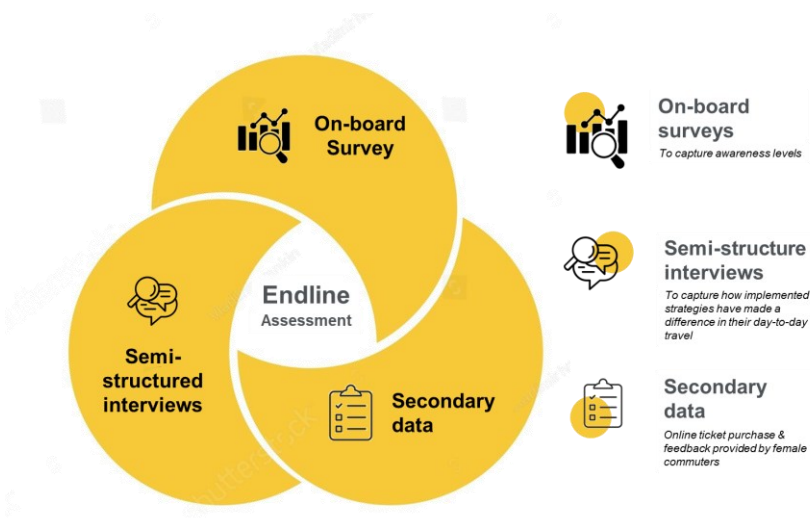 On-board
Survey
Endline
Assessment
Semi-
structured
interviews
Secondary
data
On-board
surveys
To capture awareness levels
Semi-structure
interviews
To capture how implemented
strategies have made a
difference in their day-to-day
travel
Secondary
data
Online ticket purchase &
feedback provided by female
commuters